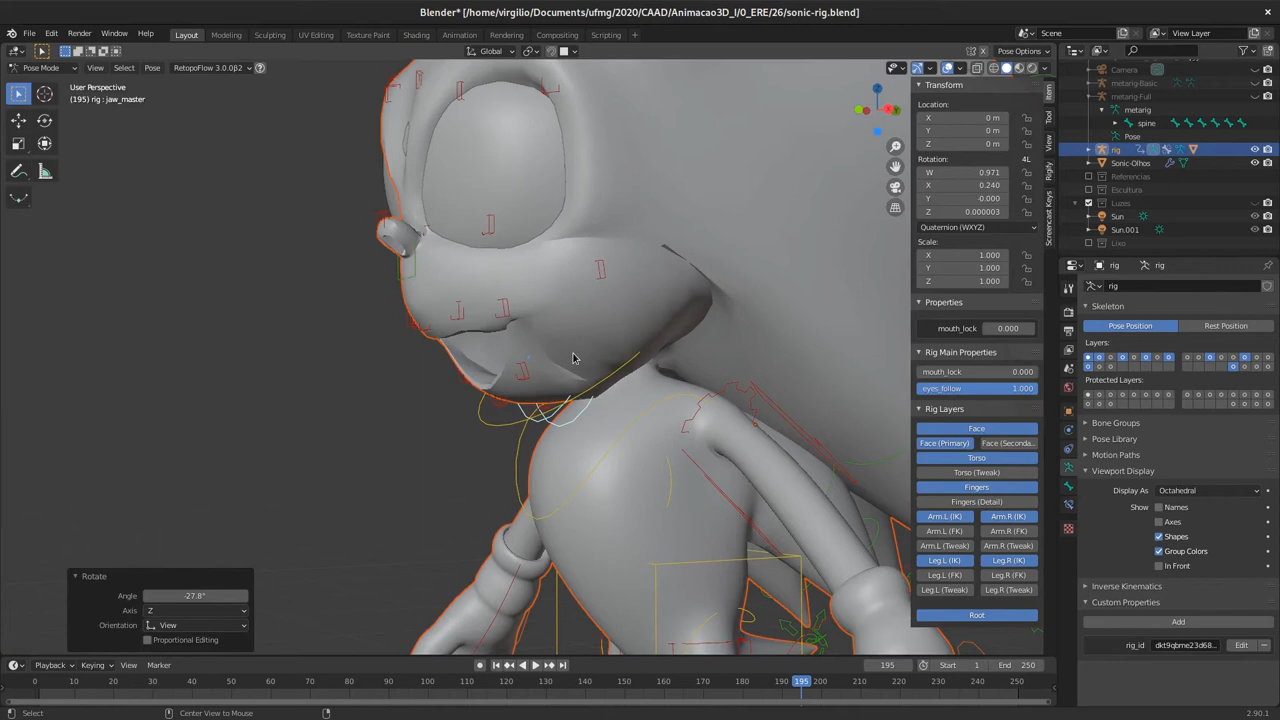 Blender* [/home/virgilio/Documents/ufmg/2020/CAAD/Animacao3D_I/0_ERE/26/sonic-rig.blend]
File Edit Render Window Help Layout Modeling Sculpting UV Editing Texture Paint Shading Animation Rendering Compositing Scripting Scene View Layer
Global Pose Options
Pose Mode View Select Pose RetopoFlow 3.0.0β2
User Perspective
(195) rig : jaw_master
Transform
Location:
X 0 m
Y 0 m
Z 0 m
Rotation: 4L
W 0.971
X 0.240
Y -0.000
Z 0.000003
Quaternion (WXYZ)
Scale:
X 1.000
Y 1.000
Z 1.000
Properties
mouth_lock 0.000
Rig Main Properties
mouth_lock 0.000
eyes_follow 1.000
Rig Layers
Face
Face (Primary) Face (Seconda...
Torso
Torso (Tweak)
Fingers
Fingers (Detail)
Arm.L (IK) Arm.R (IK)
Arm.L (FK) Arm.R (FK)
Arm.L (Tweak) Arm.R (Tweak)
Leg.L (IK) Leg.R (IK)
Leg.L (FK) Leg.R (FK)
Leg.L (Tweak) Leg.R (Tweak)
Root
Item
Tool
View
Rigify
Screencast Keys
Camera
metarig-Basic
metarig-Full
metarig
spine
Pose
rig
Sonic-Olhos
Referencias
Escultura
Luzes
Sun
Sun.001
Lixo
rig rig
rig
Skeleton
Pose Position Rest Position
Layers:
Protected Layers:
Bone Groups
Pose Library
Motion Paths
Viewport Display
Display As Octahedral
Show Names
Axes
Shapes
Group Colors
In Front
Inverse Kinematics
Custom Properties
Add
rig_id dkt9qbme23d68... Edit
Rotate
Angle -27.8°
Axis Z
Orientation View
Proportional Editing
Playback Keying View Marker 195 Start 1 End 250
0 10 20 30 40 50 60 70 80 90 100 110 120 130 140 150 160 170 180 190 195 200 210 220 230 240 250
Select Center View to Mouse 2.90.1